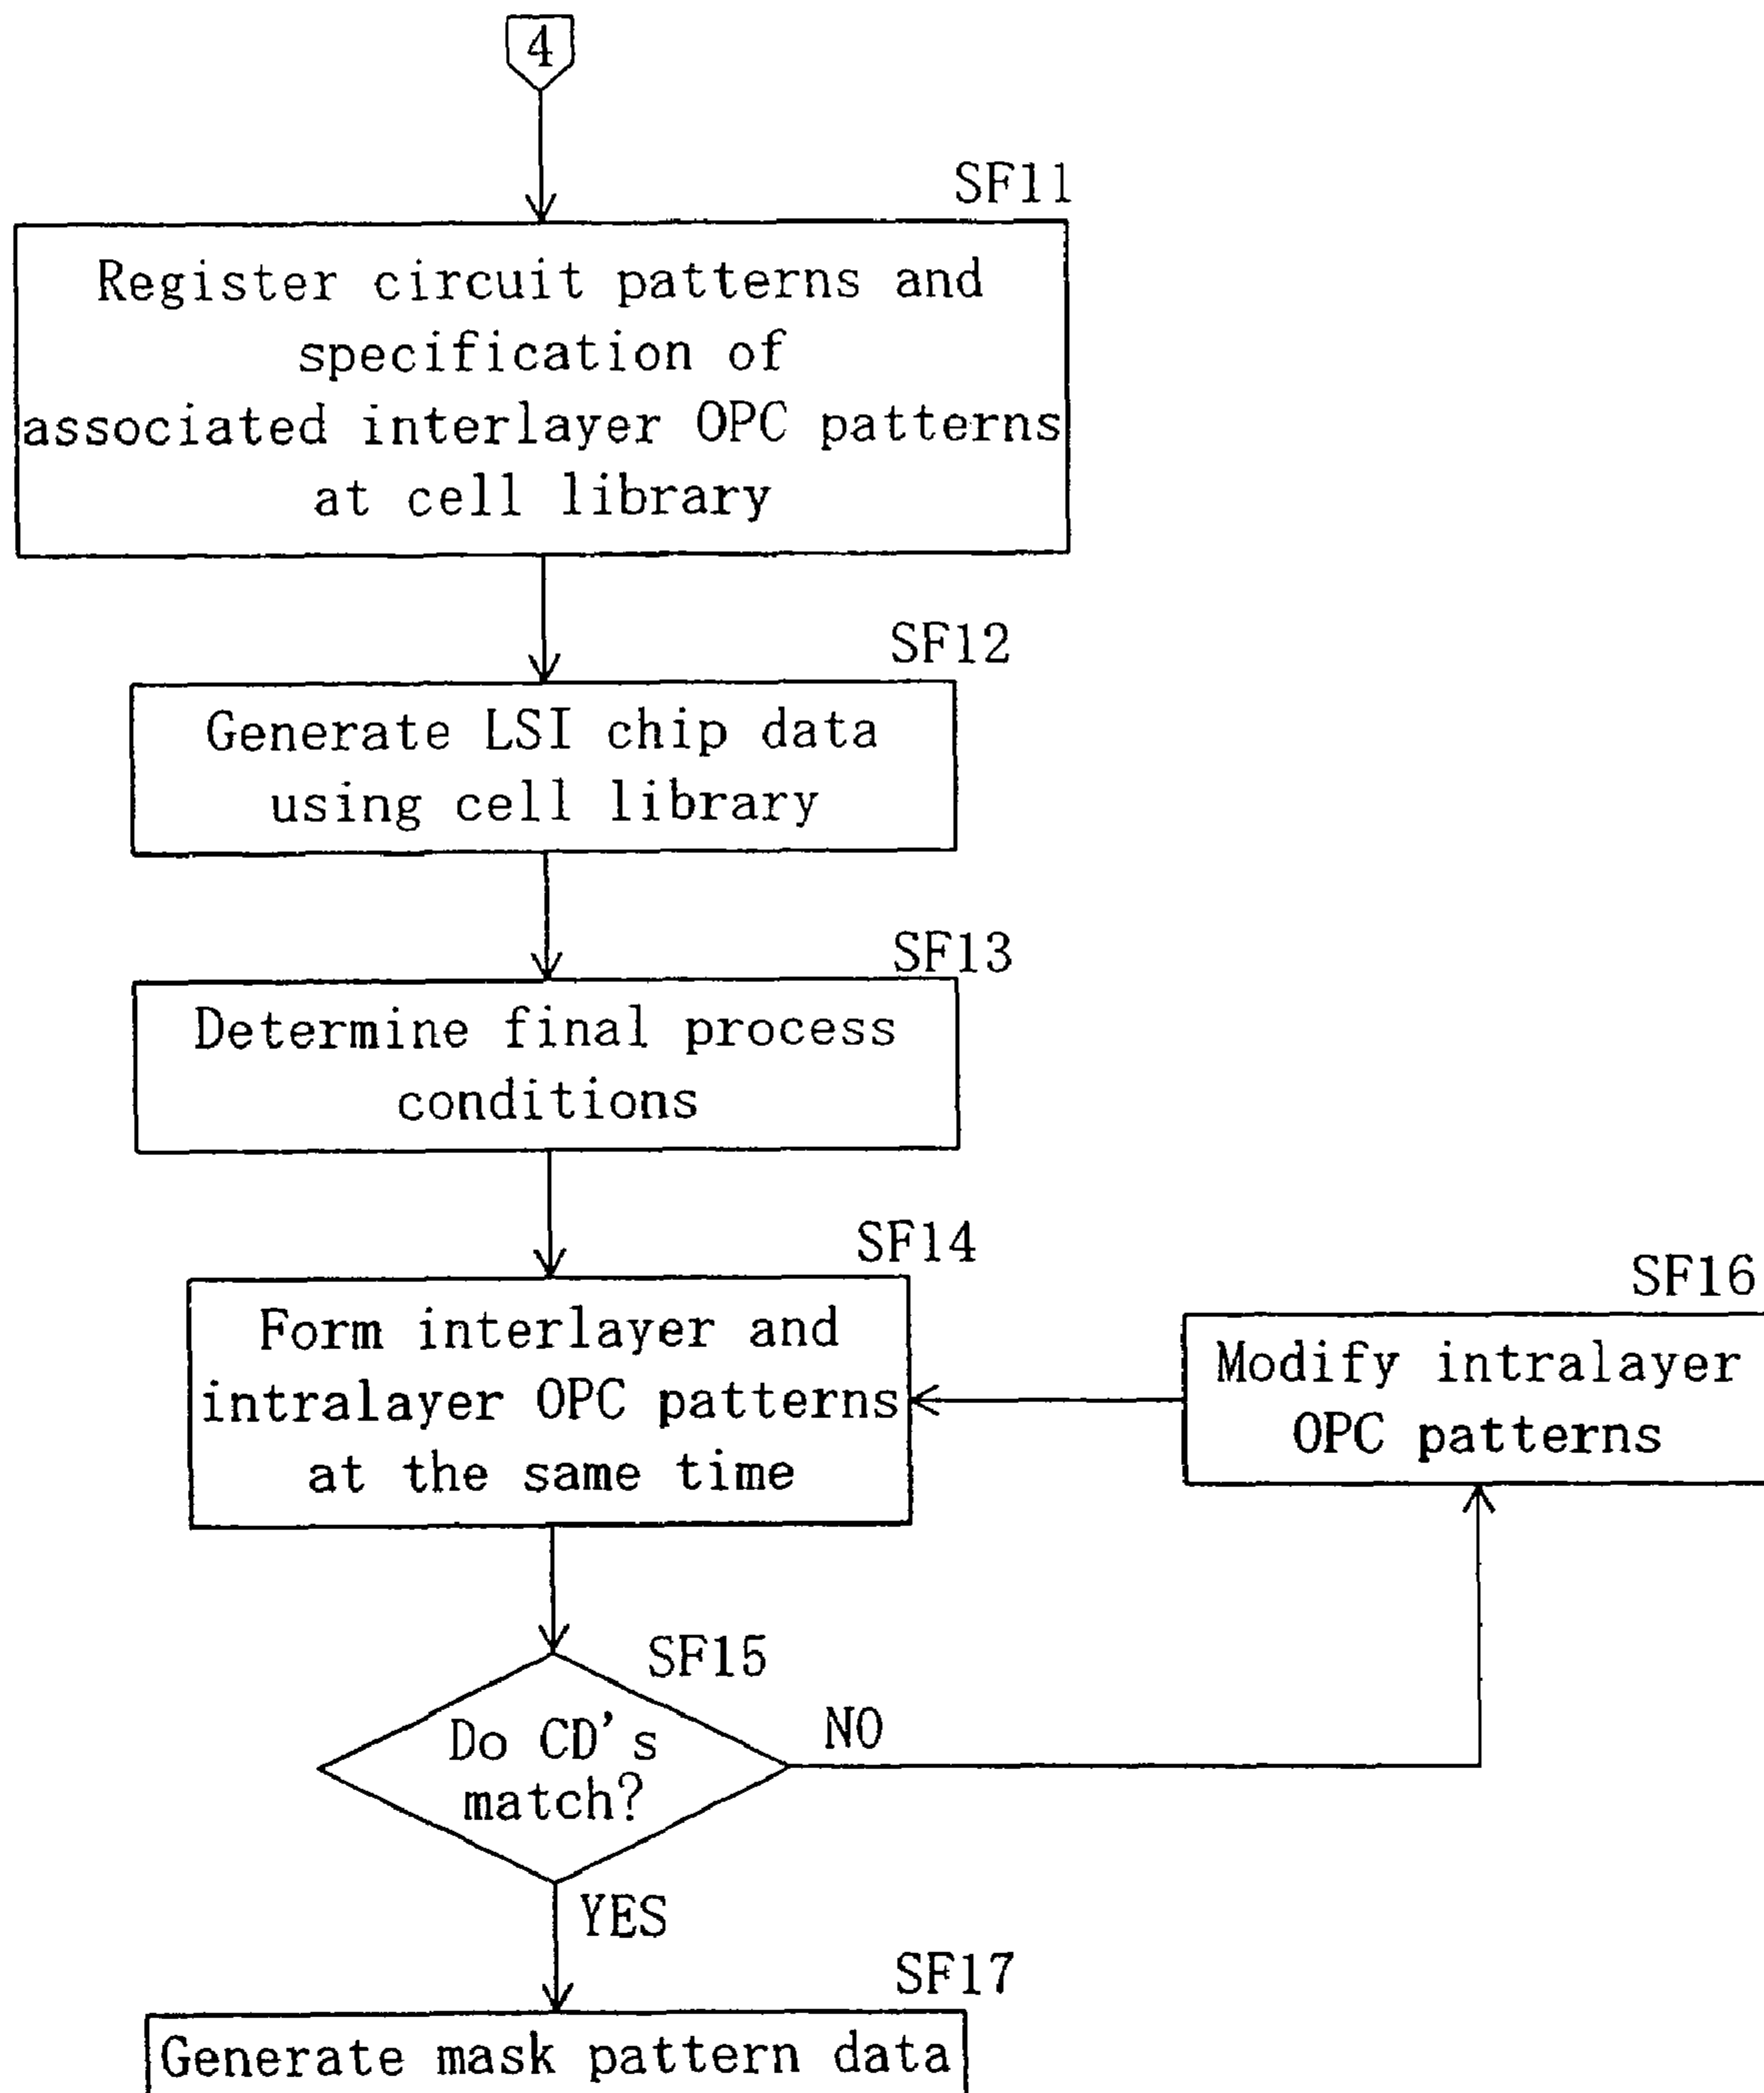 4
SF11
Register circuit patterns and
specification of
associated interlayer OPC patterns
at cell library
SF12
Generate LSI chip data
using cell library
SF13
Determine final process
conditions
SF14
Form interlayer and
intralayer OPC patterns
at the same time
SF16
Modify intralayer
OPC patterns
SF15
Do CD's
match?
NO
YES
SF17
Generate mask pattern data